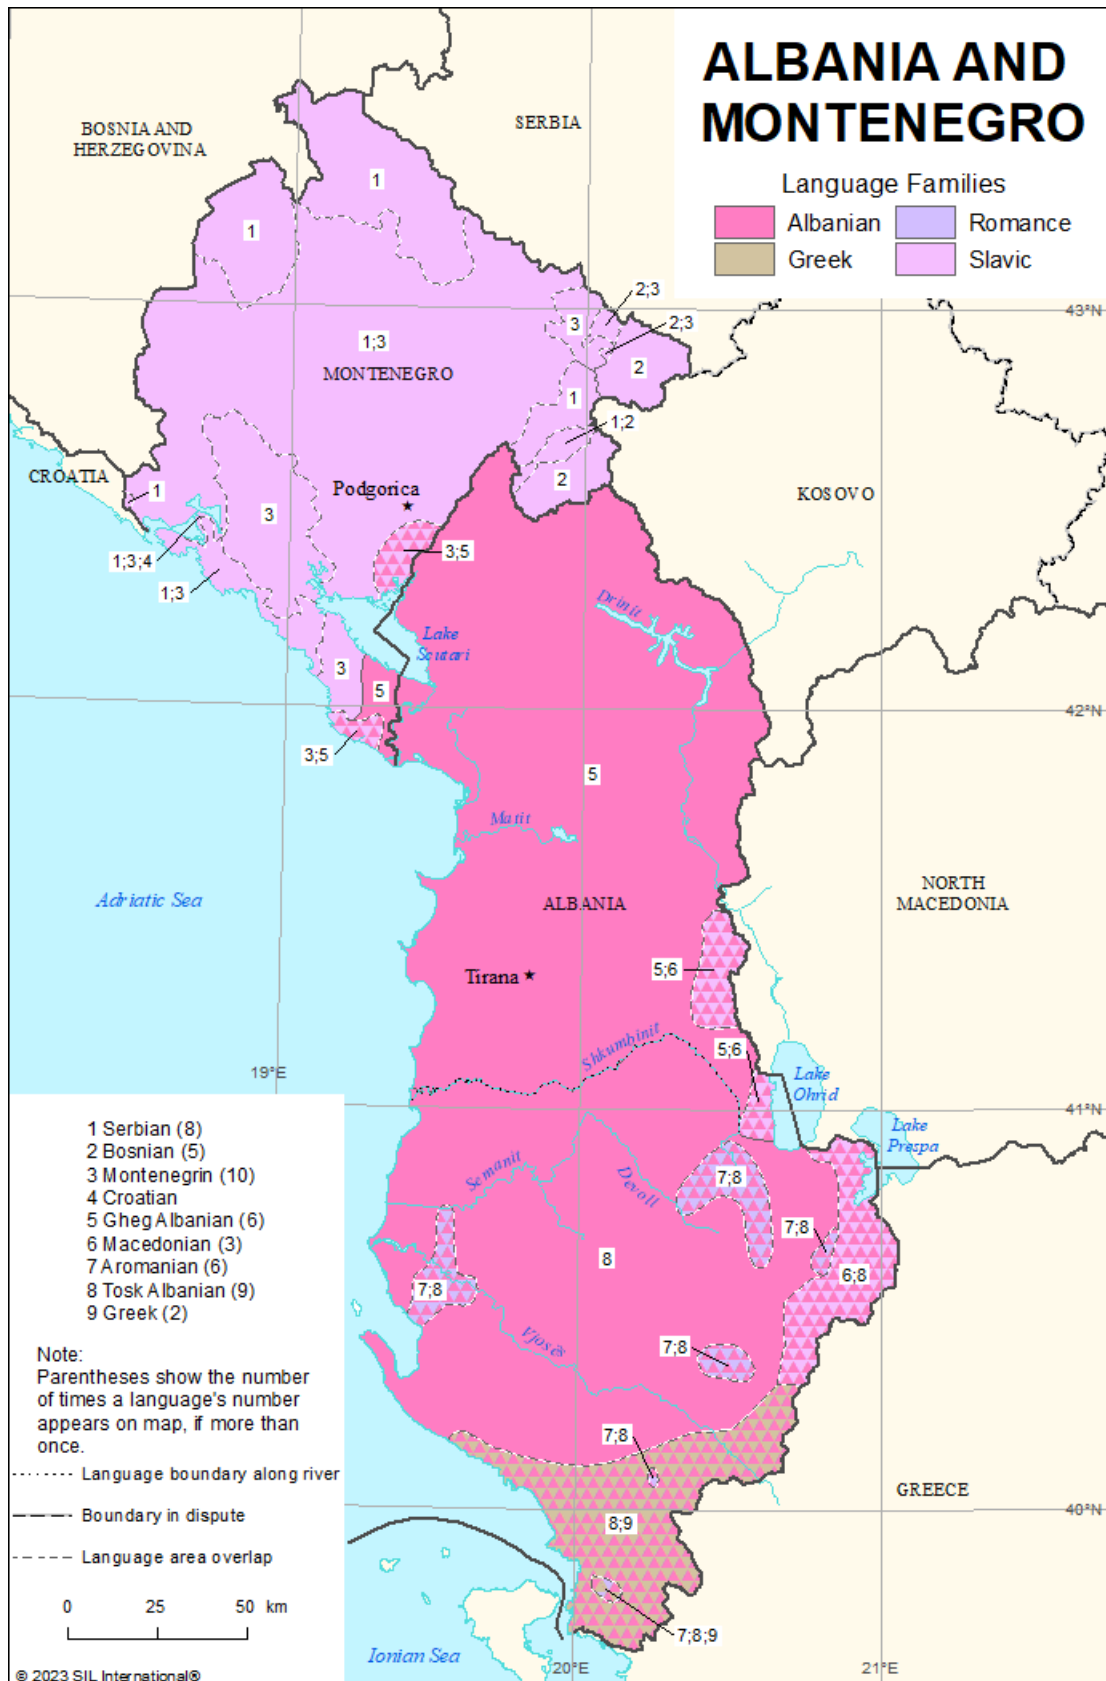 ALBANIA AND
MONTENEGRO
Language Families
Albanian
Romance
Greek
Slavic
BOSNIA AND
HERZEGOVINA
SERBIA
1
1
2;3
43°N
3
2;3
1;3
2
MONTENEGRO
1
1;2
CROATIA
2
1
Podgorica
KOSOVO
3
3;5
1;3;4
1;3
Drinit
Lake
Scutari
3
5
42°N
3;5
5
Matit
NORTH
MACEDONIA
Adriatic Sea
ALBANIA
5;6
Tirana
Shkumbinit
5;6
19°E
Lake
Ohrid
41°N
Lake
Prespa
Semanit
Devoll
7;8
7;8
8
6;8
7;8
Vjosës
7;8
7;8
GREECE
40°N
8;9
7;8;9
Ionian Sea
20°E
21°E
1 Serbian (8)
2 Bosnian (5)
3 Montenegrin (10)
4 Croatian
5 Gheg Albanian (6)
6 Macedonian (3)
7 Aromanian (6)
8 Tosk Albanian (9)
9 Greek (2)
Note:
Parentheses show the number
of times a language's number
appears on map, if more than
once.
Language boundary along river
Boundary in dispute
Language area overlap
0 25 50 km
© 2023 SIL International®